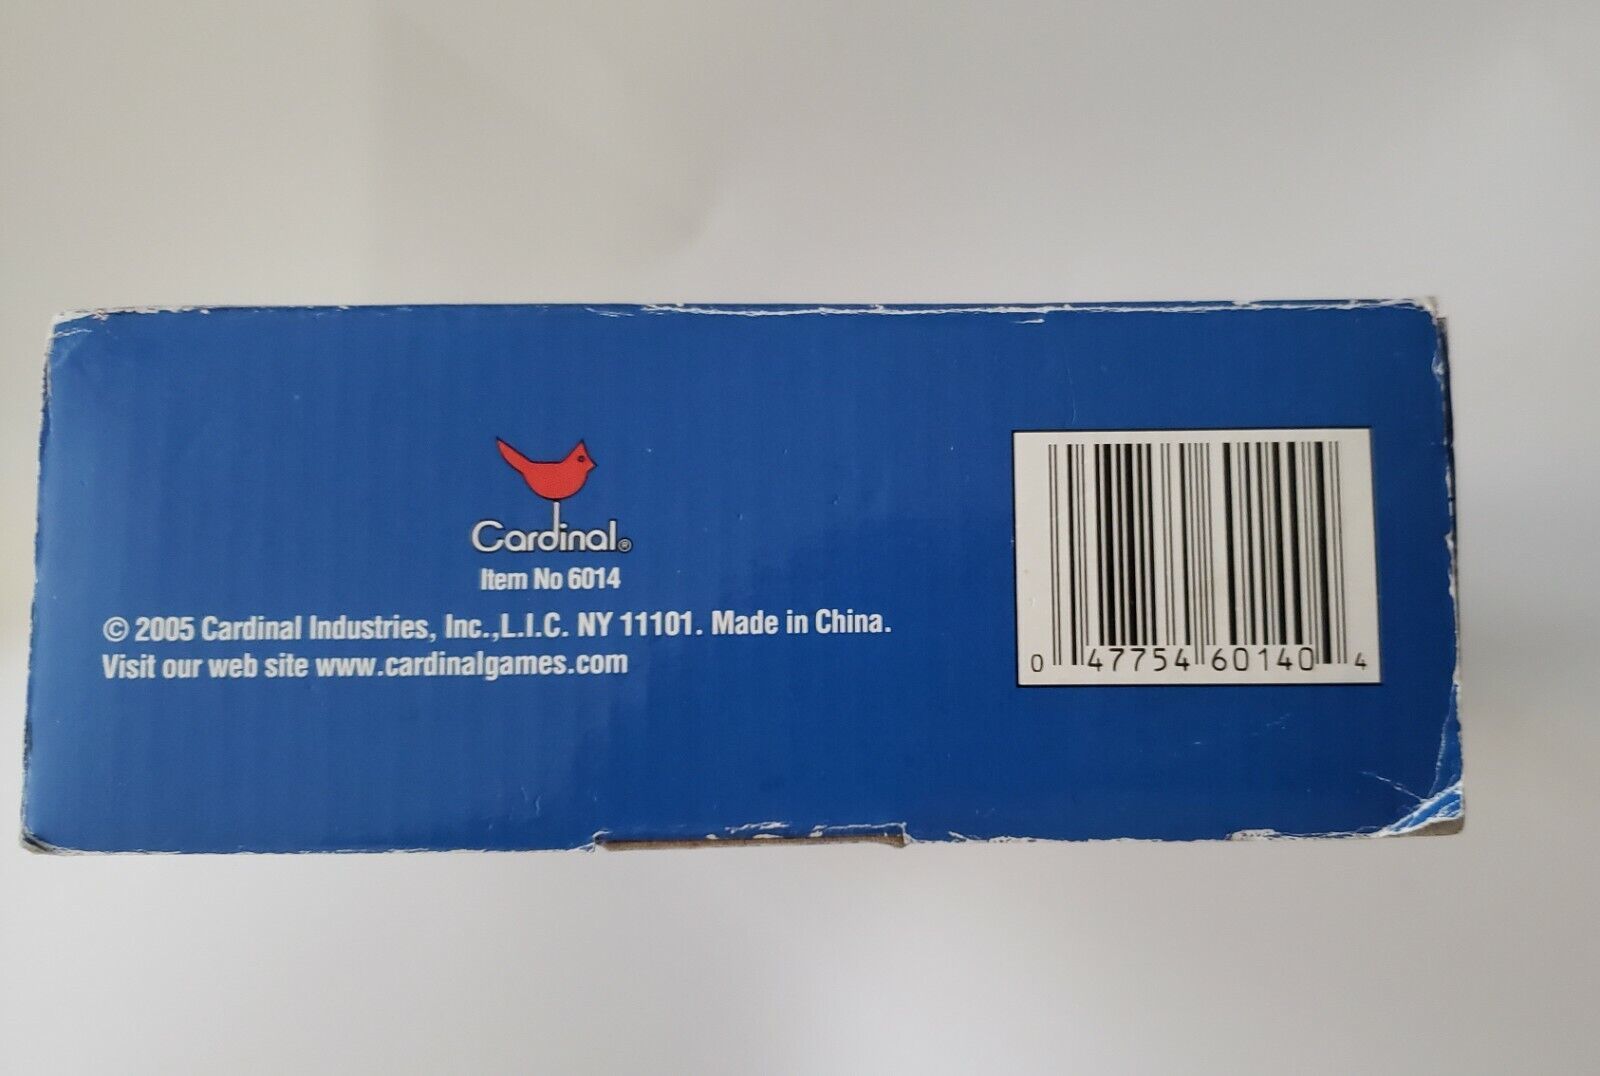 Cardinal®
Item No 6014
© 2005 Cardinal Industries, Inc.,L.I.C. NY 11101. Made in China.
Visit our web site www.cardinalgames.com
0 47754 60140 4